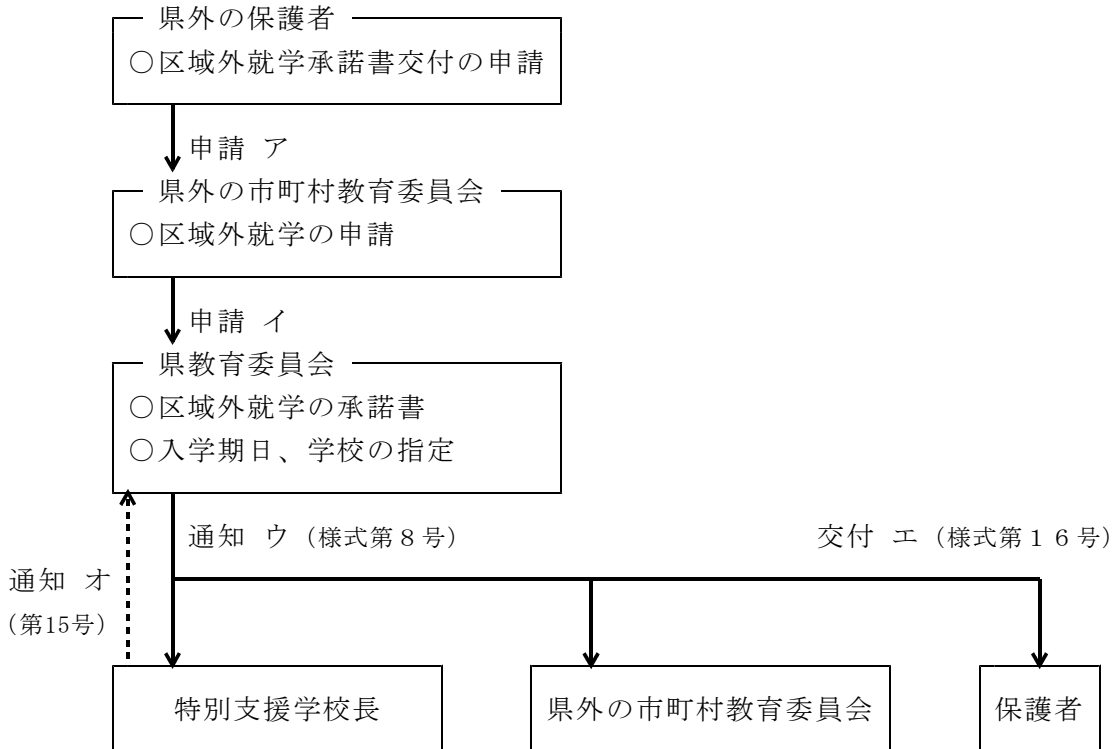 県外の保護者
○区域外就学承諾書交付の申請
申請 ア
県外の市町村教育委員会
○区域外就学の申請
申請 イ
県教育委員会
○区域外就学の承諾書
○入学期日、学校の指定
通知 ウ（様式第８号）
交付 エ（様式第１６号）
通知 オ
（第15号）
特別支援学校長
県外の市町村教育委員会
保護者